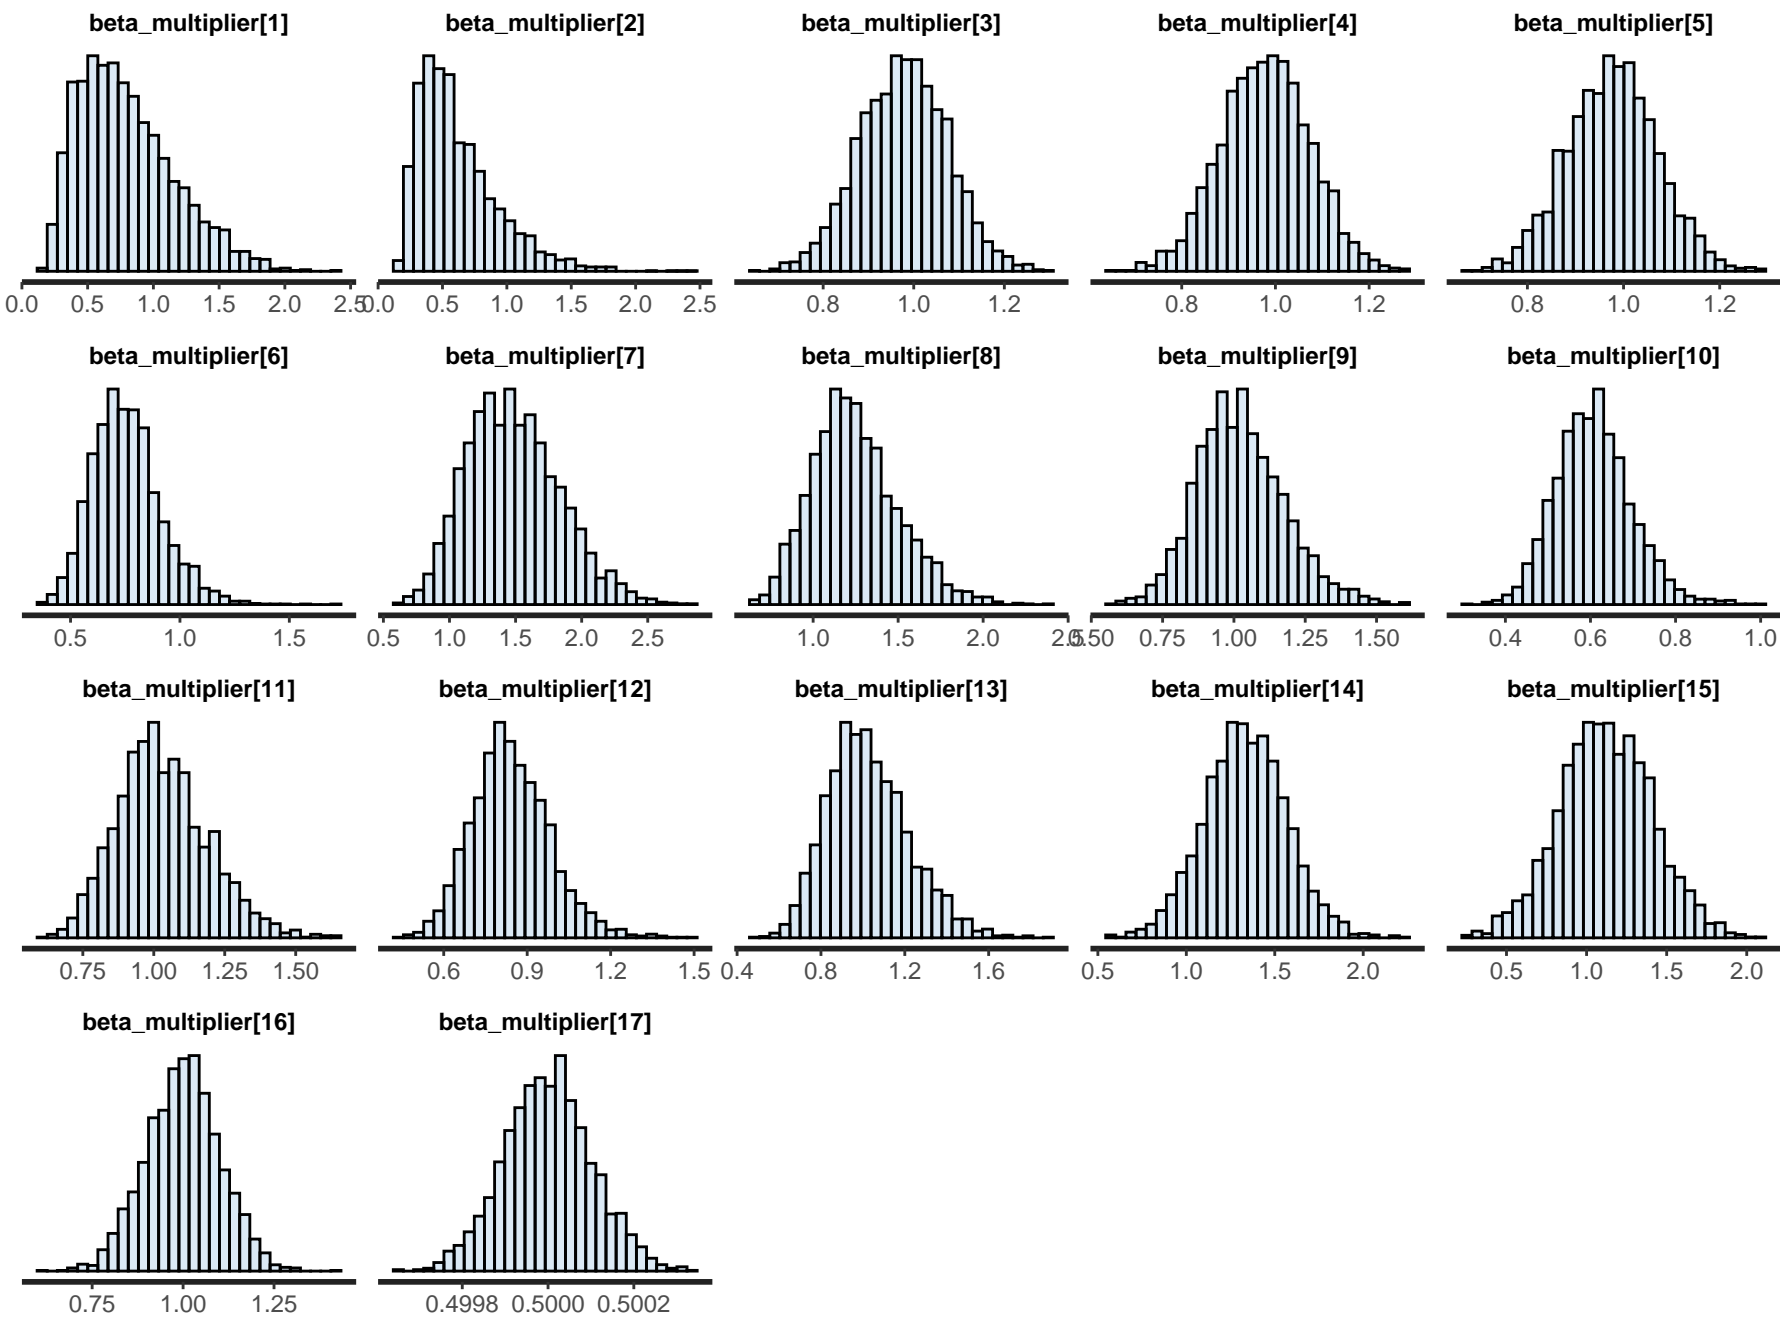 beta_multiplier[1] beta_multiplier[2] beta_multiplier[3] beta_multiplier[4] beta_multiplier[5]
0.0 0.5 1.0 1.5 2.0 2.5 0.0 0.5 1.0 1.5 2.0 2.5 0.8 1.0 1.2 0.8 1.0 1.2 0.8 1.0 1.2
beta_multiplier[6] beta_multiplier[7] beta_multiplier[8] beta_multiplier[9] beta_multiplier[10]
0.5 1.0 1.5 0.5 1.0 1.5 2.0 2.5 1.0 1.5 2.0 2.5 0.50 0.75 1.00 1.25 1.50 0.4 0.6 0.8 1.0
beta_multiplier[11] beta_multiplier[12] beta_multiplier[13] beta_multiplier[14] beta_multiplier[15]
0.75 1.00 1.25 1.50 0.6 0.9 1.2 1.5 0.4 0.8 1.2 1.6 0.5 1.0 1.5 2.0 0.5 1.0 1.5 2.0
beta_multiplier[16] beta_multiplier[17]
0.75 1.00 1.25 0.4998 0.5000 0.5002